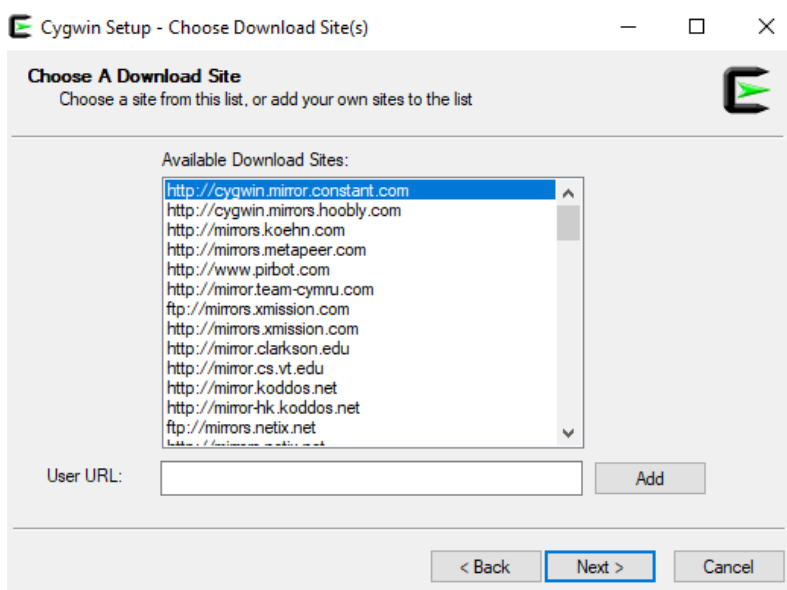 Cygwin Setup - Choose Download Site(s)
Choose A Download Site
Choose a site from this list, or add your own sites to the list
Available Download Sites:
http://cygwin.mirror.constant.com
http://cygwin.mirrors.hoobly.com
http://mirrors.koehn.com
http://mirrors.metapeer.com
http://www.pirbot.com
http://mirror.team-cymru.com
ftp://mirrors.xmission.com
http://mirrors.xmission.com
http://mirror.clarkson.edu
http://mirror.cs.vt.edu
http://mirror.koddos.net
http://mirror-hk.koddos.net
ftp://mirrors.netix.net
http://mirrors.netix.net
User URL:
Add
< Back
Next >
Cancel